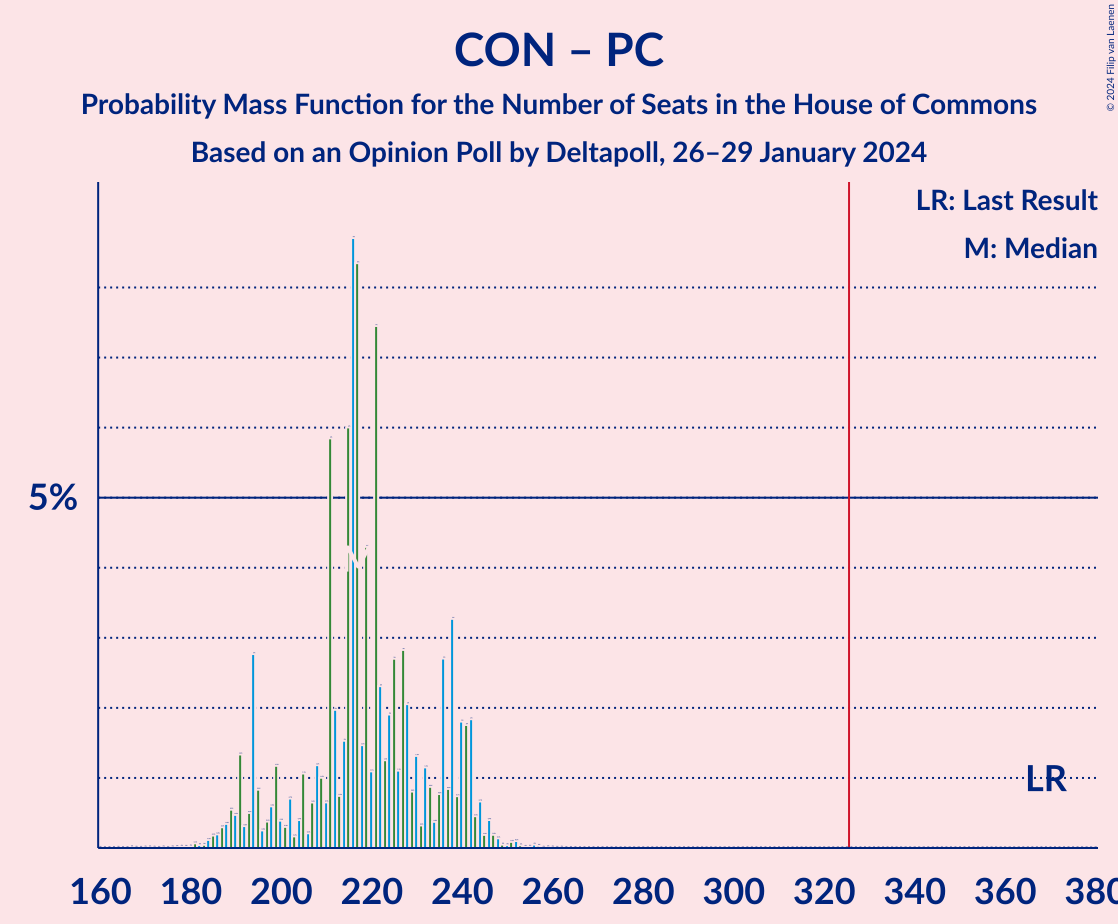 CON – PC
Probability Mass Function for the Number of Seats in the House of Commons
Based on an Opinion Poll by Deltapoll, 26–29 January 2024
© 2024 Filip van Laenen
LR: Last Result
M: Median
5%
LR
160 180 200 220 240 260 280 300 320 340 360 380